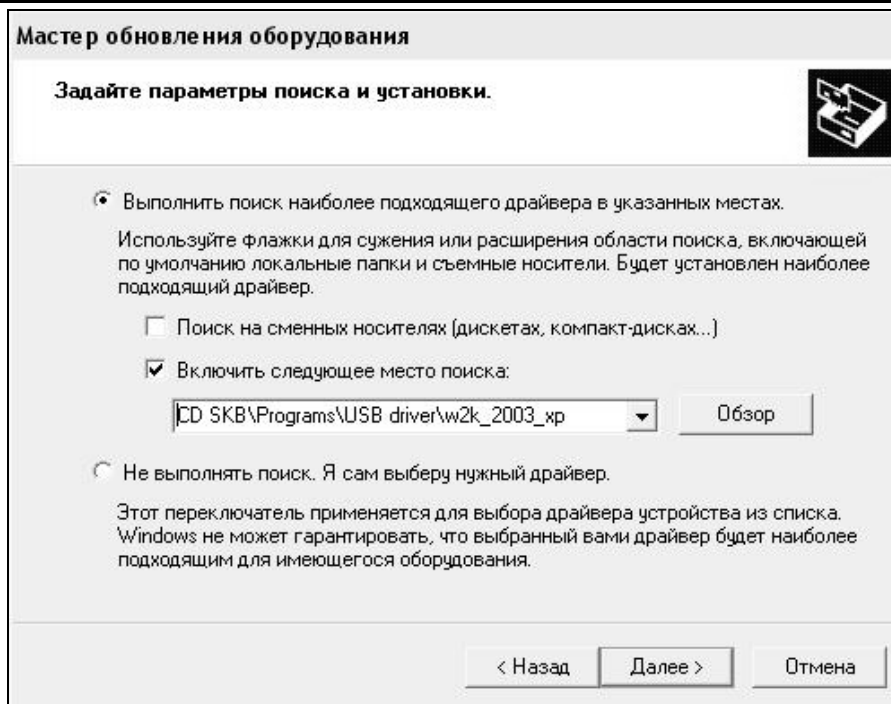 Мастер обновления оборудования
Задайте параметры поиска и установки.
Выполнить поиск наиболее подходящего драйвера в указанных местах.
Используйте флажки для сужения или расширения области поиска, включающей
по умолчанию локальные папки и съемные носители. Будет установлен наиболее
подходящий драйвер.
Поиск на сменных носителях (дискетах, компакт-дисках...)
Включить следующее место поиска:
CD SKB\Programs\USB driver\w2k_2003_xp
Обзор
Не выполнять поиск. Я сам выберу нужный драйвер.
Этот переключатель применяется для выбора драйвера устройства из списка.
Windows не может гарантировать, что выбранный вами драйвер будет наиболее
подходящим для имеющегося оборудования.
< Назад
Далее >
Отмена